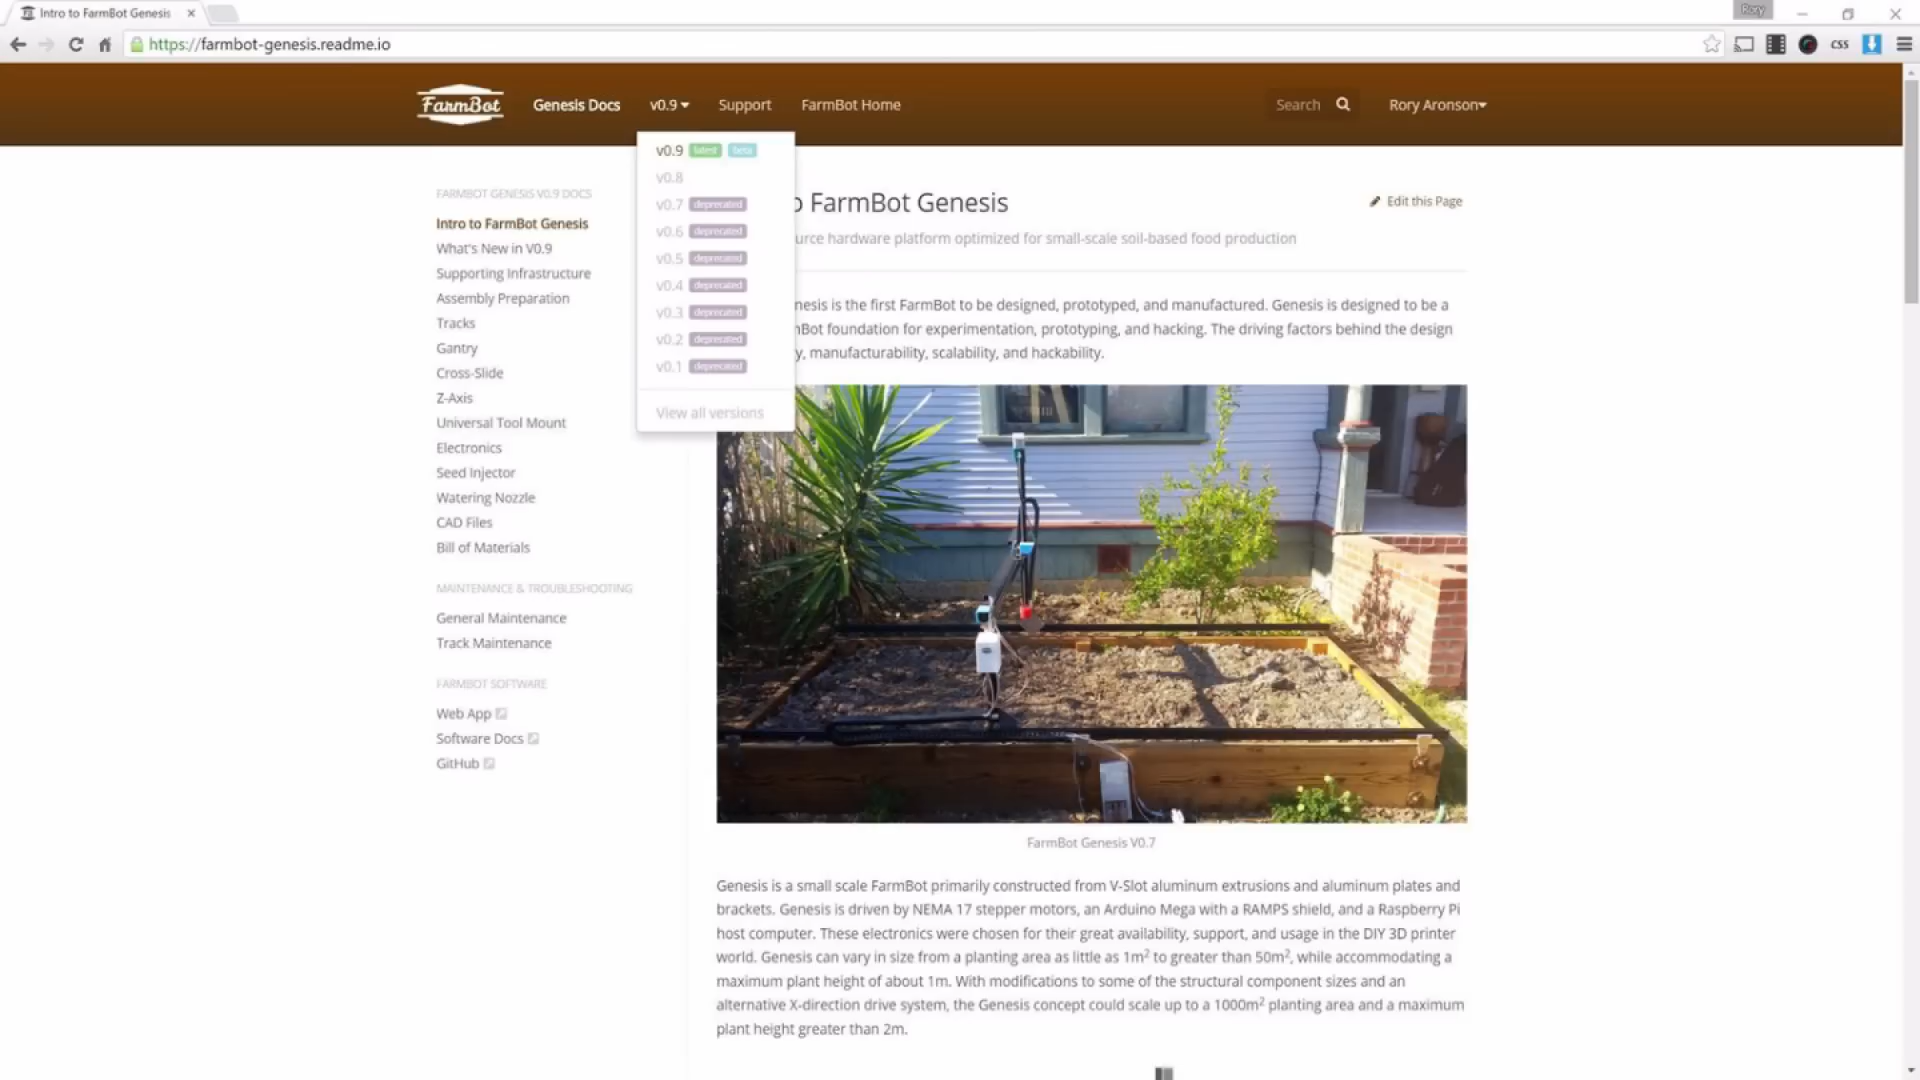 Intro to FarmBot Genesis
Rory
https://farmbot-genesis.readme.io
CSS
FarmBot
Genesis Docs
v0.9
Support
FarmBot Home
Search
Rory Aronson
v0.9 latest beta
v0.8
v0.7 deprecated
v0.6 deprecated
v0.5 deprecated
v0.4 deprecated
v0.3 deprecated
v0.2 deprecated
v0.1 deprecated
View all versions
FARMBOT GENESIS V0.9 DOCS
Intro to FarmBot Genesis
What's New in V0.9
Supporting Infrastructure
Assembly Preparation
Tracks
Gantry
Cross-Slide
Z-Axis
Universal Tool Mount
Electronics
Seed Injector
Watering Nozzle
CAD Files
Bill of Materials
MAINTENANCE & TROUBLESHOOTING
General Maintenance
Track Maintenance
FARMBOT SOFTWARE
Web App
Software Docs
GitHub
o FarmBot Genesis
Edit this Page
urce hardware platform optimized for small-scale soil-based food production
nesis is the first FarmBot to be designed, prototyped, and manufactured. Genesis is designed to be a
nBot foundation for experimentation, prototyping, and hacking. The driving factors behind the design
y, manufacturability, scalability, and hackability.
FarmBot Genesis V0.7
Genesis is a small scale FarmBot primarily constructed from V-Slot aluminum extrusions and aluminum plates and
brackets. Genesis is driven by NEMA 17 stepper motors, an Arduino Mega with a RAMPS shield, and a Raspberry Pi
host computer. These electronics were chosen for their great availability, support, and usage in the DIY 3D printer
world. Genesis can vary in size from a planting area as little as 1m² to greater than 50m², while accommodating a
maximum plant height of about 1m. With modifications to some of the structural component sizes and an
alternative X-direction drive system, the Genesis concept could scale up to a 1000m² planting area and a maximum
plant height greater than 2m.